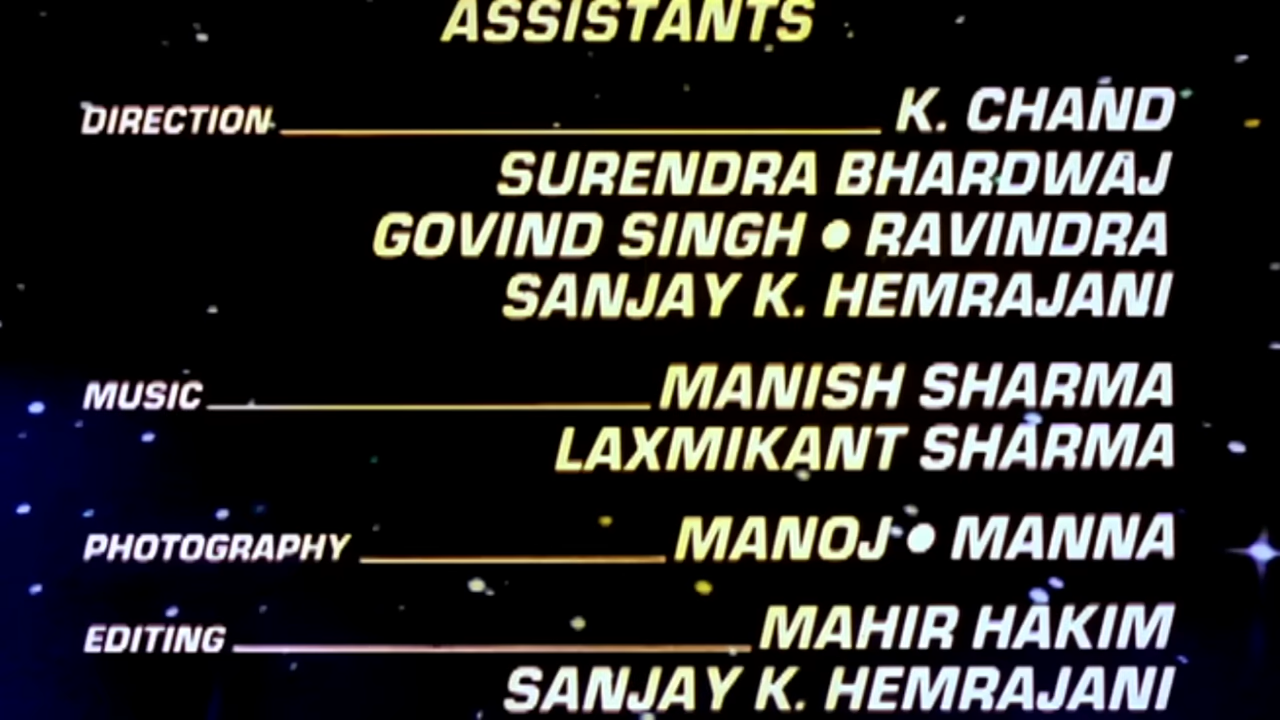 ASSISTANTS
DIRECTION K. CHAND
SURENDRA BHARDWAJ
GOVIND SINGH • RAVINDRA
SANJAY K. HEMRAJANI
MUSIC MANISH SHARMA
LAXMIKANT SHARMA
PHOTOGRAPHY MANOJ • MANNA
EDITING MAHIR HAKIM
SANJAY K. HEMRAJANI